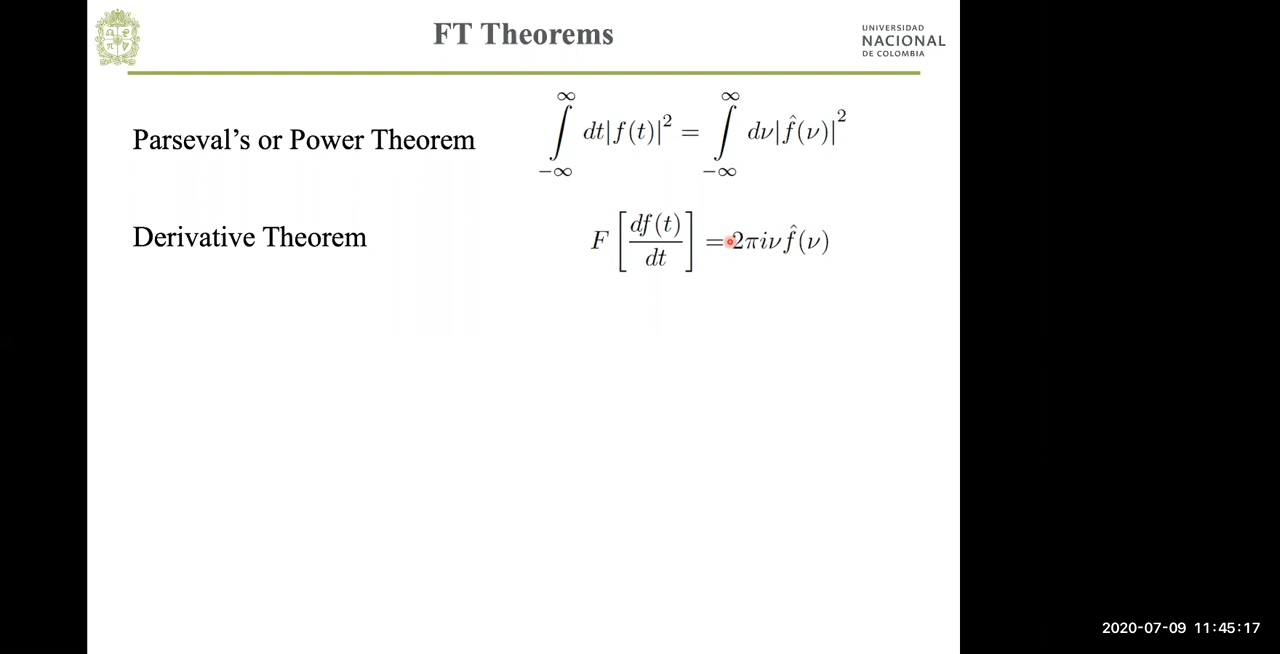 FT Theorems
UNIVERSIDAD
NACIONAL
DE COLOMBIA
Parseval’s or Power Theorem
∫_{−∞}^{∞} dt|f(t)|² = ∫_{−∞}^{∞} dν|f̂(ν)|²
Derivative Theorem
F [df(t)/dt] = 2πiν f̂(ν)
2020-07-09 11:45:17